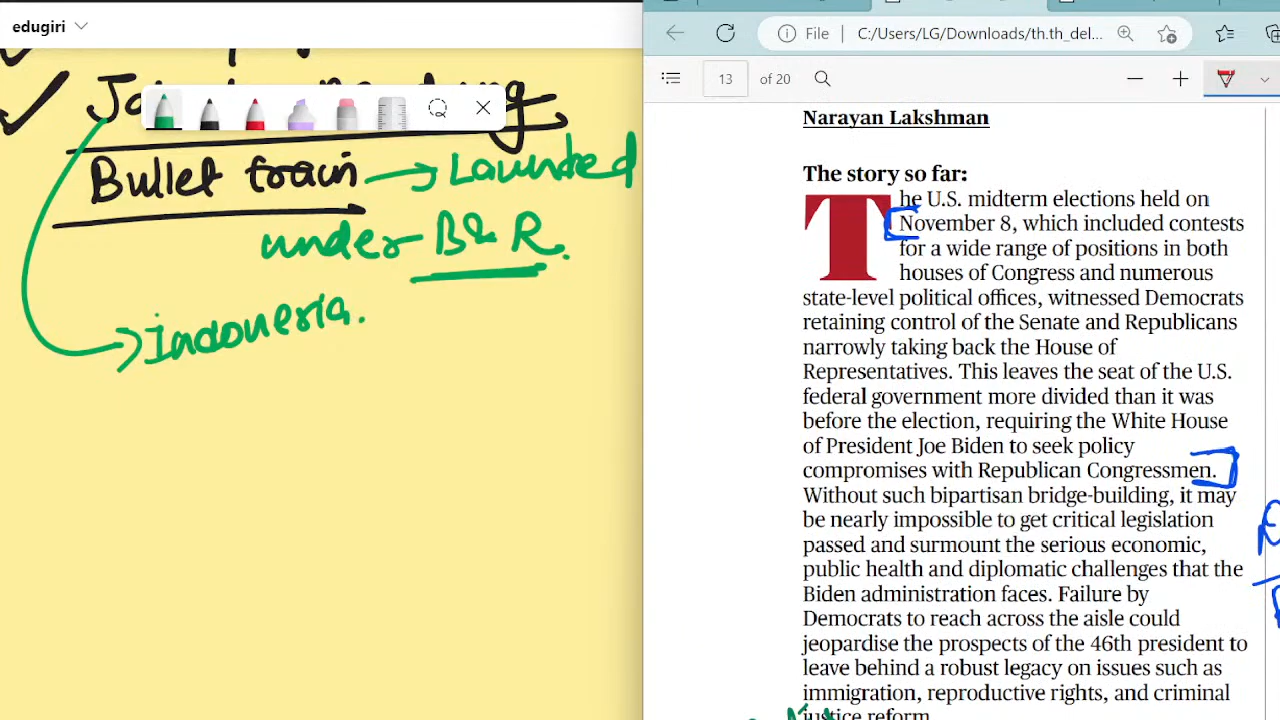 edugiri
Bullet train → Launted
under B&R.
→ indonesia.
File C:/Users/LG/Downloads/th.th_del...
13 of 20
Narayan Lakshman
The story so far:
The U.S. midterm elections held on
November 8, which included contests
for a wide range of positions in both
houses of Congress and numerous
state-level political offices, witnessed Democrats
retaining control of the Senate and Republicans
narrowly taking back the House of
Representatives. This leaves the seat of the U.S.
federal government more divided than it was
before the election, requiring the White House
of President Joe Biden to seek policy
compromises with Republican Congressmen.
Without such bipartisan bridge-building, it may
be nearly impossible to get critical legislation
passed and surmount the serious economic,
public health and diplomatic challenges that the
Biden administration faces. Failure by
Democrats to reach across the aisle could
jeopardise the prospects of the 46th president to
leave behind a robust legacy on issues such as
immigration, reproductive rights, and criminal
justice reform.